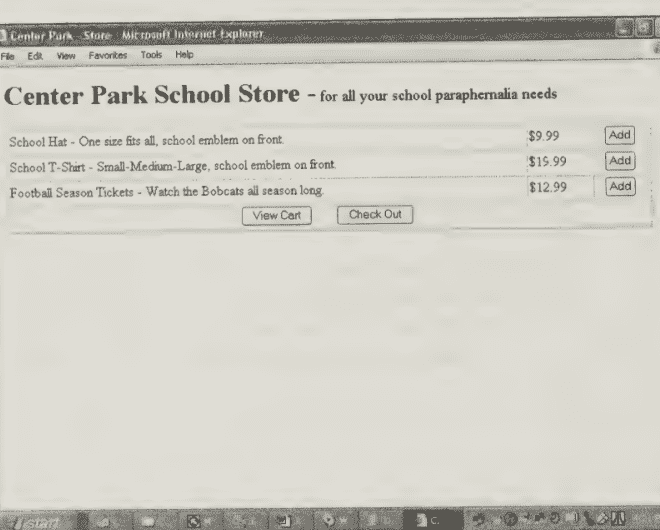 Center Park - Store - Microsoft Internet Explorer
File Edit View Favorites Tools Help
Center Park School Store - for all your school paraphernalia needs
School Hat - One size fits all, school emblem on front. $9.99 Add
School T-Shirt - Small-Medium-Large, school emblem on front. $15.99 Add
Football Season Tickets - Watch the Bobcats all season long. $12.99 Add
View Cart Check Out
start